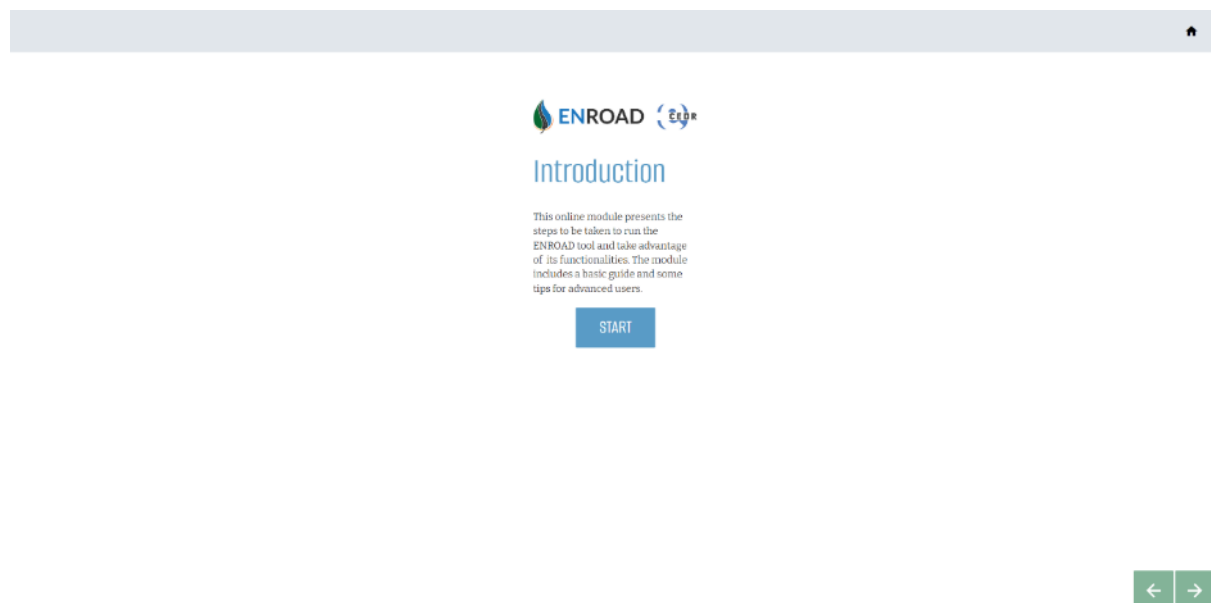 ENROAD CEDR
Introduction
This online module presents the
steps to be taken to run the
ENROAD tool and take advantage
of its functionalities. The module
includes a basic guide and some
tips for advanced users.
START